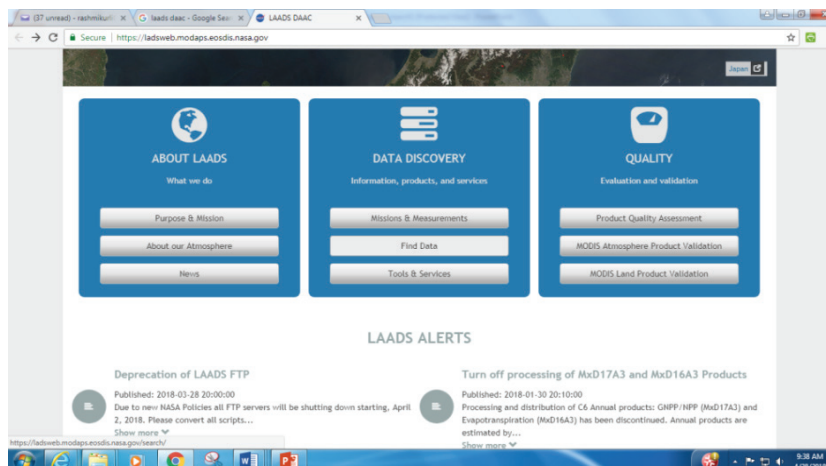 (37 unread) - rashmikum
laads daac - Google Sea
LAADS DAAC
Secure | https://ladsweb.modaps.eosdis.nasa.gov
Japan
ABOUT LAADS
What we do
Purpose & Mission
About our Atmosphere
News
DATA DISCOVERY
Information, products, and services
Missions & Measurements
Find Data
Tools & Services
QUALITY
Evaluation and validation
Product Quality Assessment
MODIS Atmosphere Product Validation
MODIS Land Product Validation
LAADS ALERTS
Deprecation of LAADS FTP
Published: 2018-03-28 20:00:00
Due to new NASA Policies all FTP servers will be shutting down starting, April
2, 2018. Please convert all scripts...
Show more
Turn off processing of MxD17A3 and MxD16A3 Products
Published: 2018-01-30 20:10:00
Processing and distribution of C6 Annual products: GNPP/NPP (MxD17A3) and
Evapotranspiration (MxD16A3) has been discontinued. Annual products are
estimated by...
Show more
https://ladsweb.modaps.eosdis.nasa.gov/search/
9:38 AM